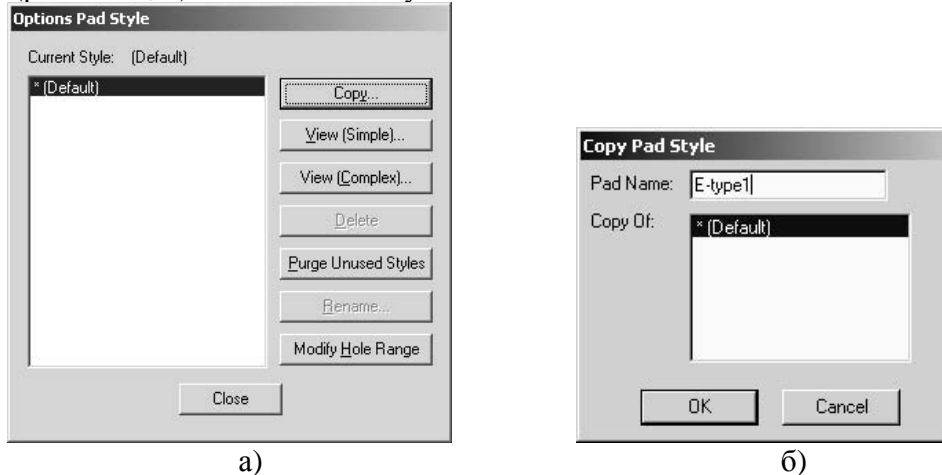 Options Pad Style
Current Style: (Default)
* (Default)
Copy...
View (Simple)...
View (Complex)...
Delete
Purge Unused Styles
Rename...
Modify Hole Range
Close
а)
Copy Pad Style
Pad Name: E-type1
Copy Of: * (Default)
OK Cancel
б)